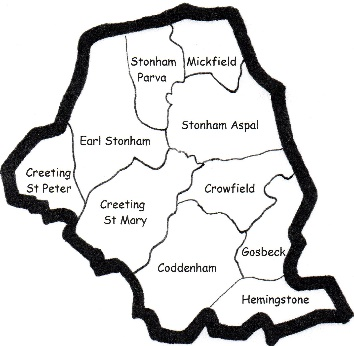 Stonham
Parva
Mickfield
Stonham Aspal
Earl Stonham
Creeting
St Peter
Crowfield
Creeting
St Mary
Gosbeck
Coddenham
Hemingstone